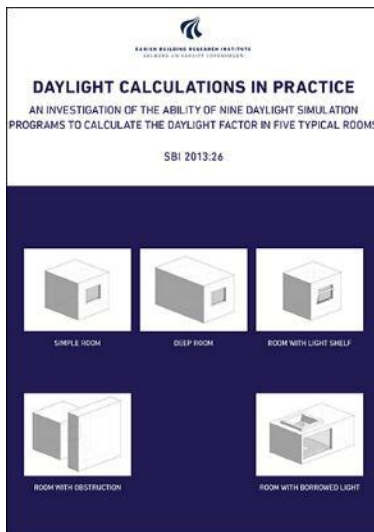 DANISH BUILDING RESEARCH INSTITUTE
AALBORG UNIVERSITY COPENHAGEN
DAYLIGHT CALCULATIONS IN PRACTICE
AN INVESTIGATION OF THE ABILITY OF NINE DAYLIGHT SIMULATION
PROGRAMS TO CALCULATE THE DAYLIGHT FACTOR IN FIVE TYPICAL ROOMS
SBI 2013:26
SIMPLE ROOM
DEEP ROOM
ROOM WITH LIGHT SHELF
ROOM WITH OBSTRUCTION
ROOM WITH BORROWED LIGHT